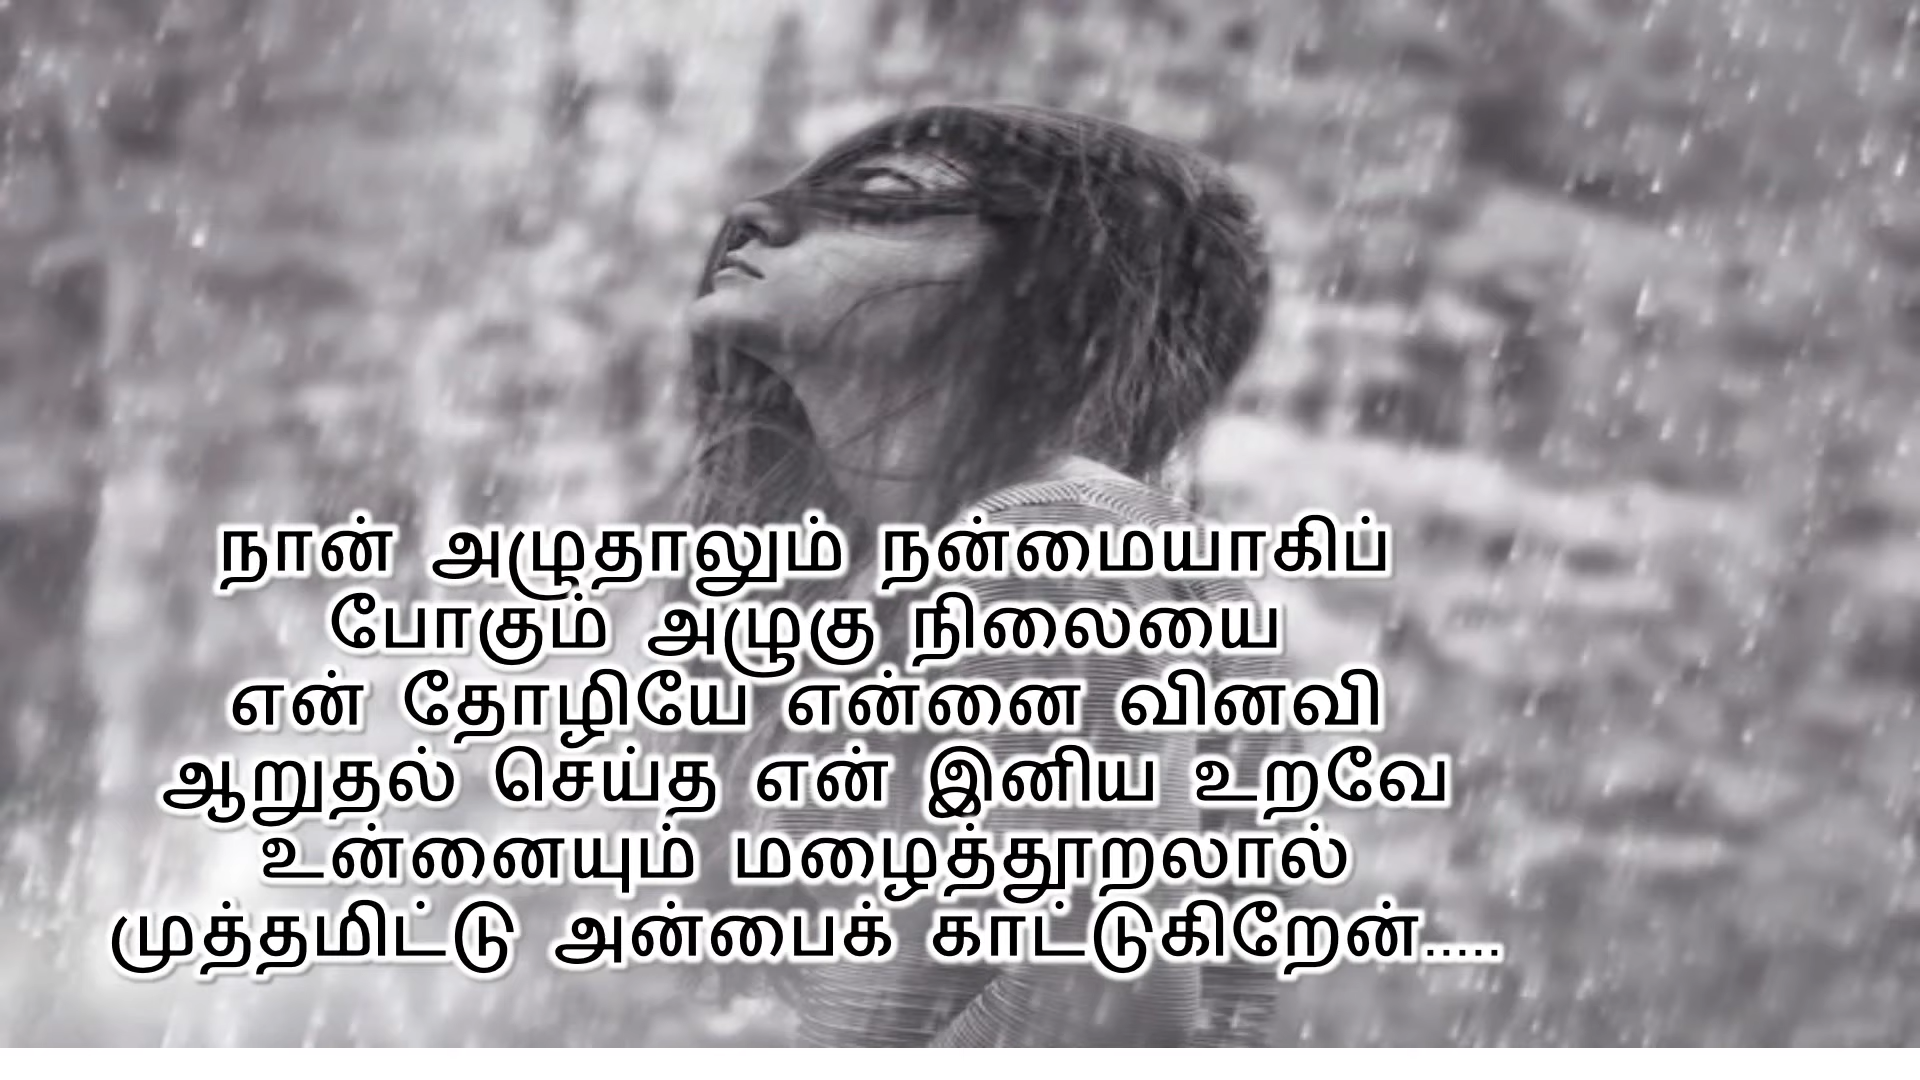 நான் அழுதாலும் நன்மையாகிப்
போகும் அழுகு நிலையை
என் தோழியே என்னை வினவி
ஆறுதல் செய்த என் இனிய உறவே
உன்னையும் மழைத்தூறலால்
முத்தமிட்டு அன்பைக் காட்டுகிறேன்.....